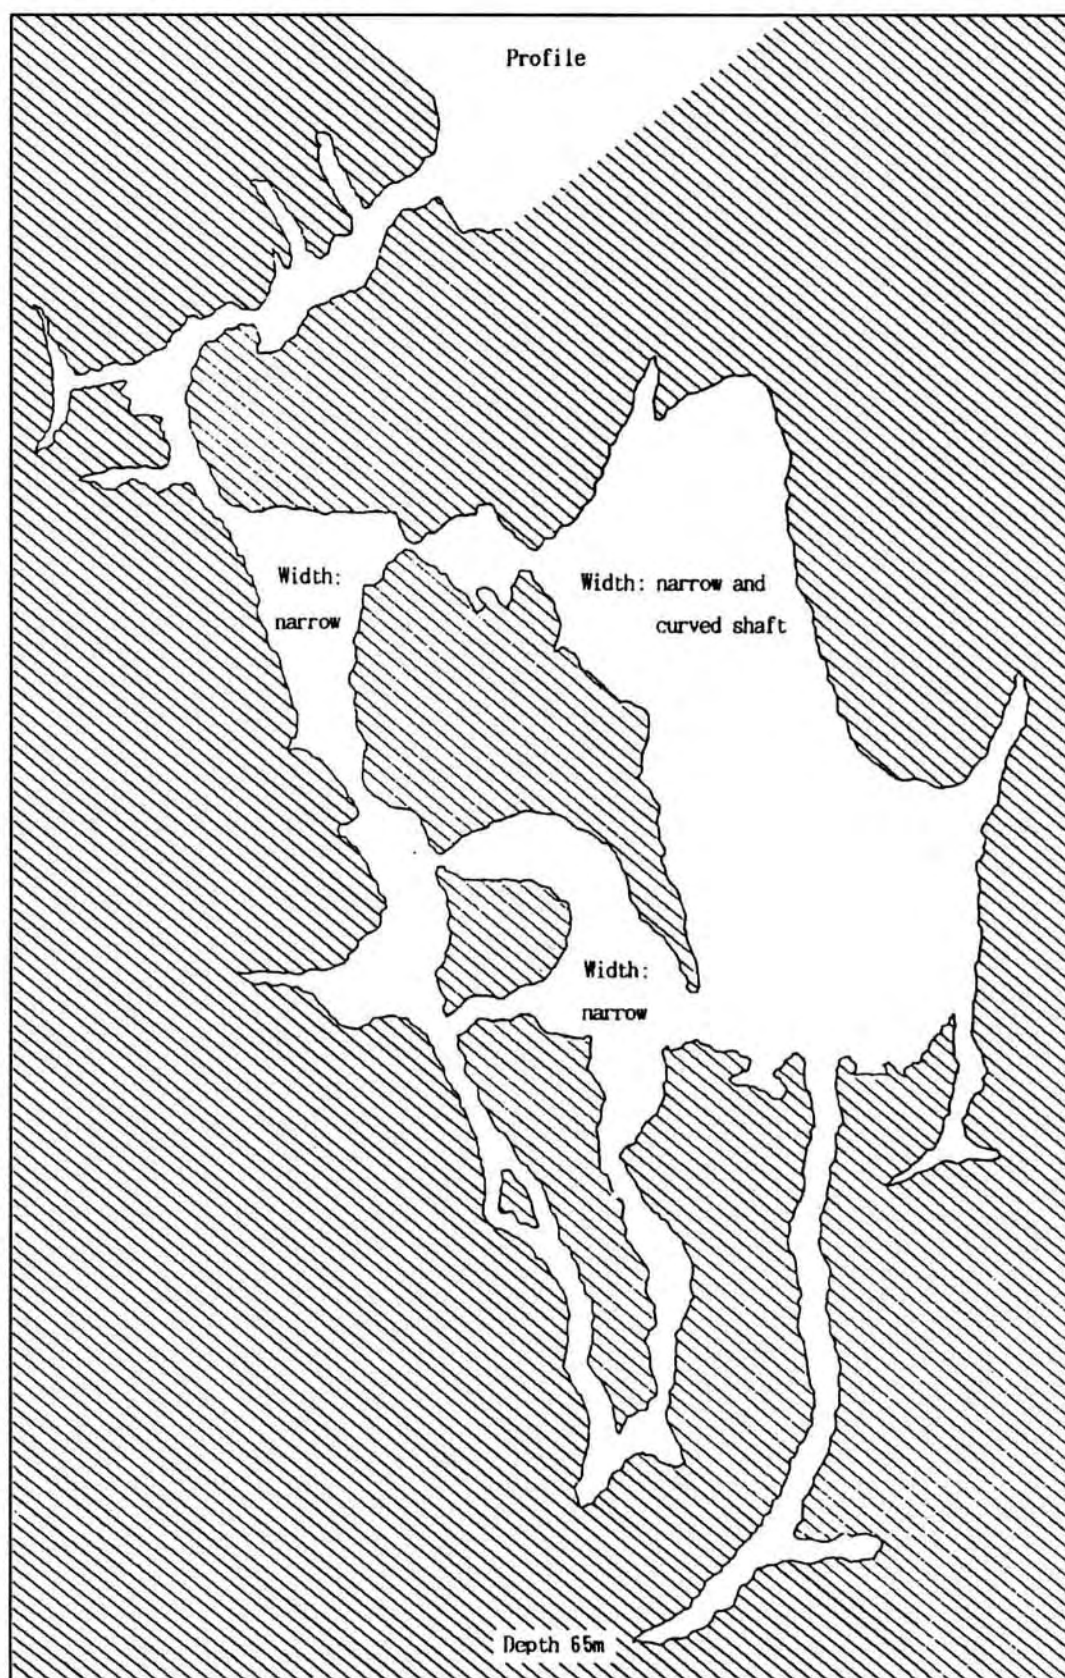 Profile
Width:
narrow
Width: narrow and
curved shaft
Width:
narrow
Depth 65m